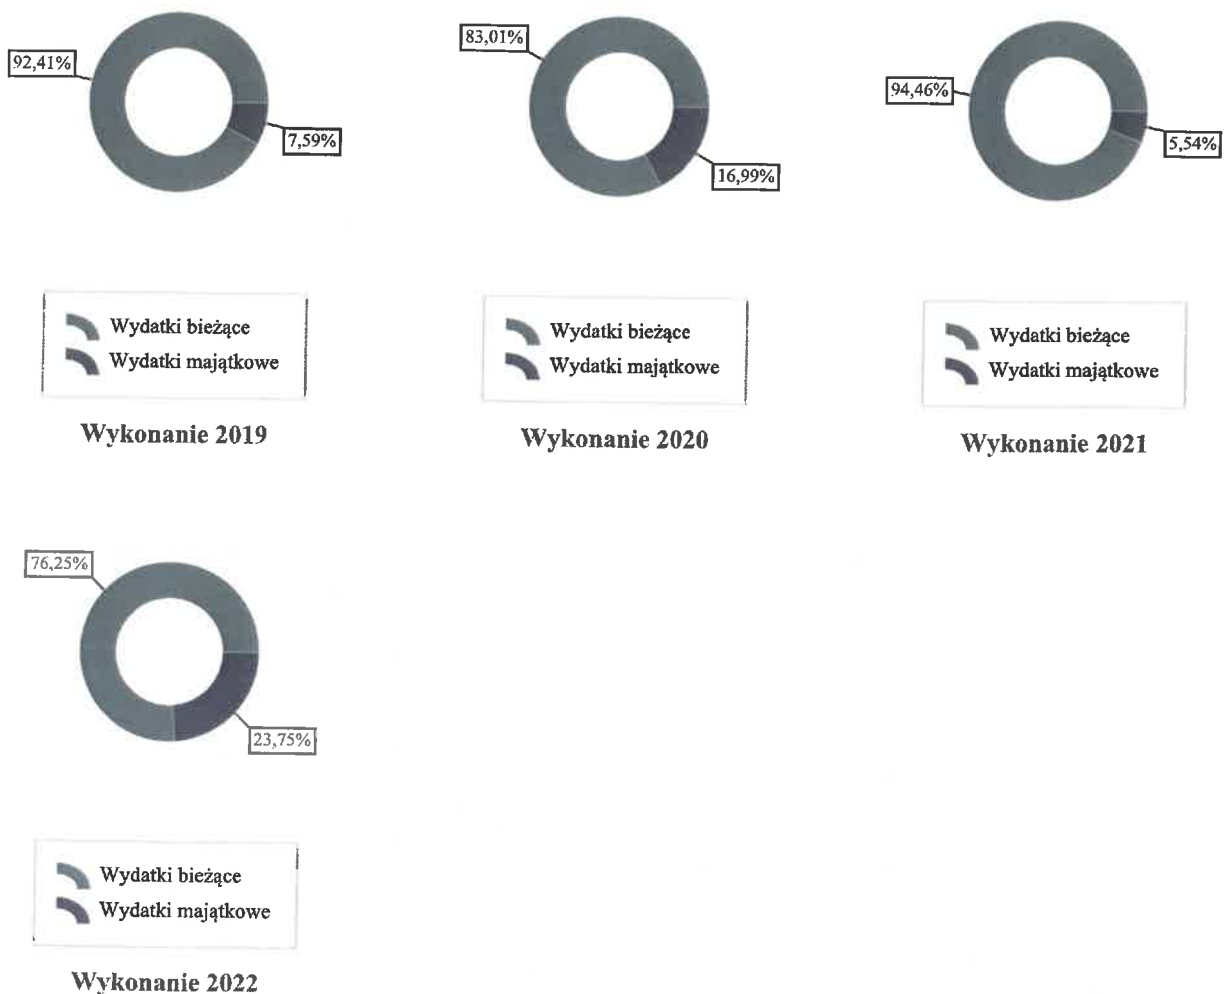 92,41%
7,59%
Wydatki bieżące
Wydatki majątkowe
Wykonanie 2019
83,01%
16,99%
Wydatki bieżące
Wydatki majątkowe
Wykonanie 2020
94,46%
5,54%
Wydatki bieżące
Wydatki majątkowe
Wykonanie 2021
76,25%
23,75%
Wydatki bieżące
Wydatki majątkowe
Wykonanie 2022